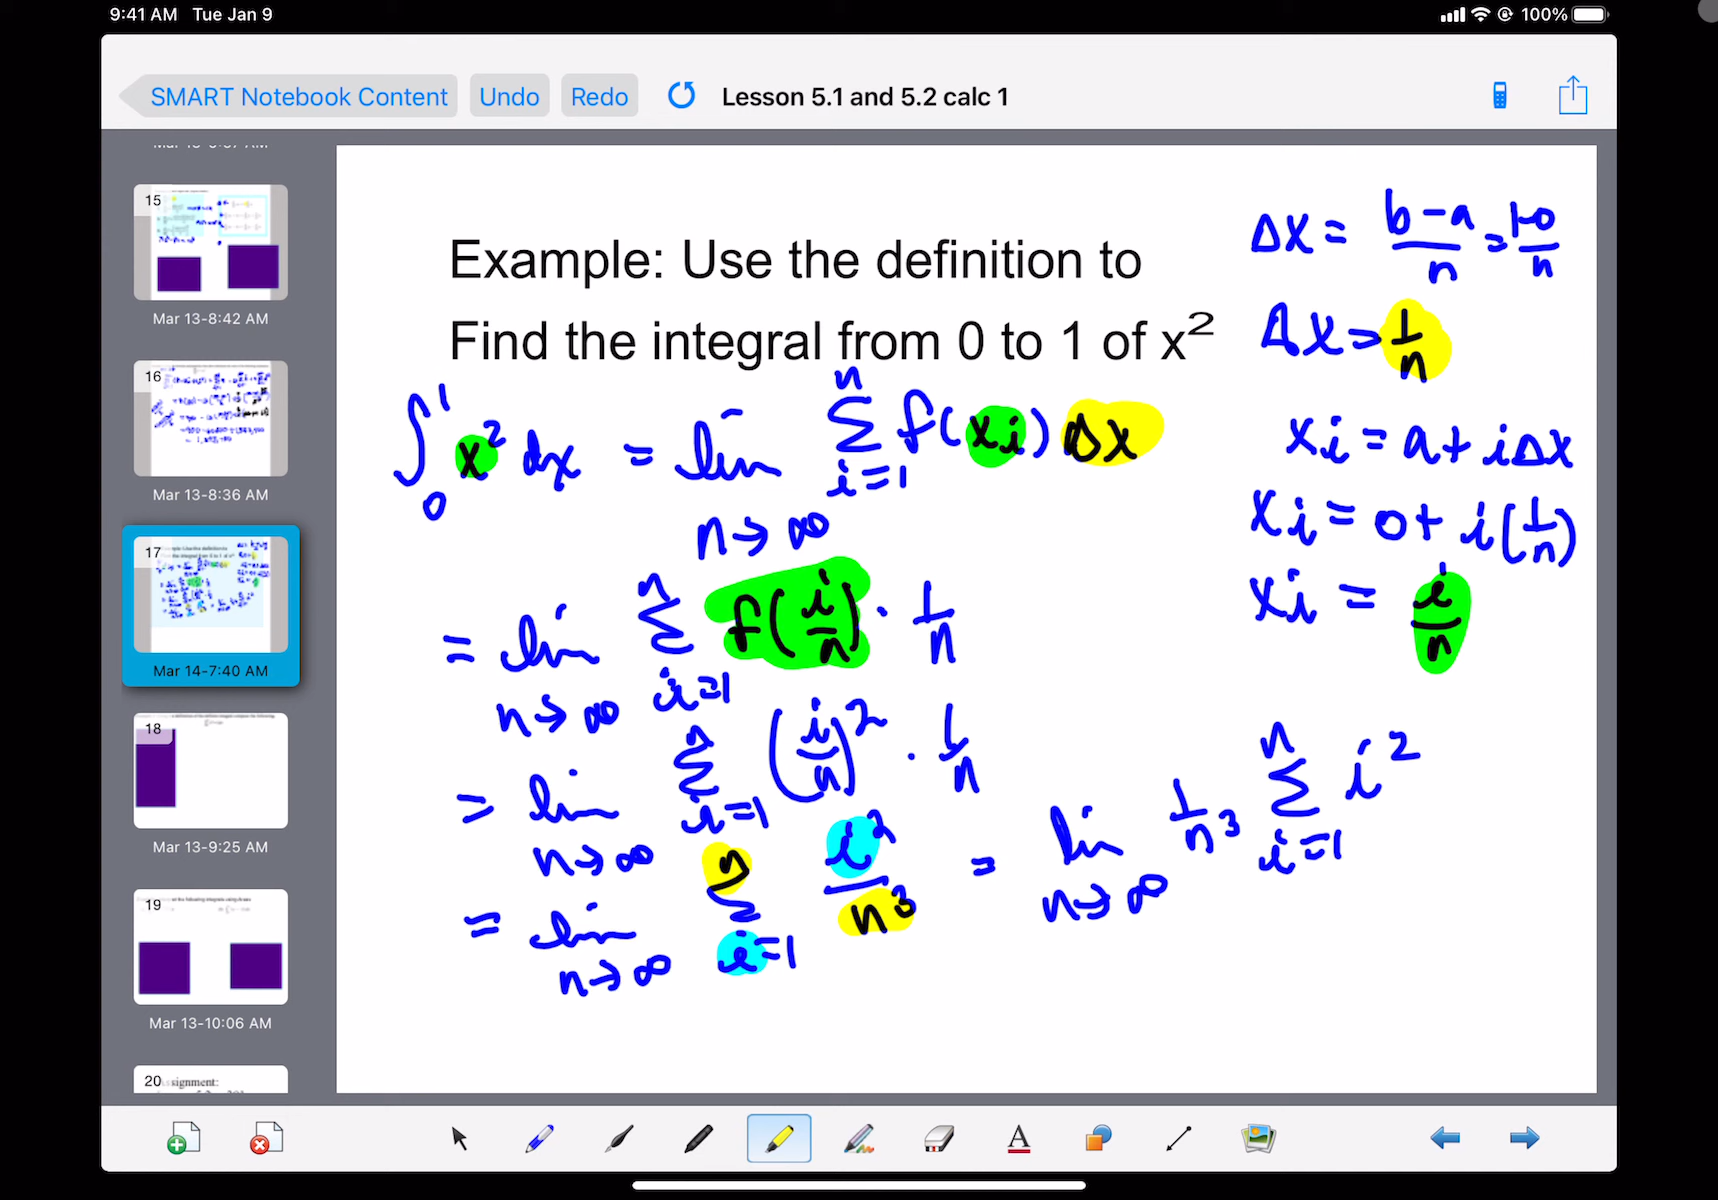 9:41 AM Tue Jan 9
100%
SMART Notebook Content Undo Redo Lesson 5.1 and 5.2 calc 1
15
Mar 13-8:42 AM
16
Mar 13-8:36 AM
17
Mar 14-7:40 AM
18
Mar 13-9:25 AM
19
Mar 13-10:06 AM
20 ssignment:
Example: Use the definition to
Find the integral from 0 to 1 of x²
∫₀¹ x² dx = lim n→∞ Σ i=1 n f(xi) Δx
= lim n→∞ Σ i=1 n f(i/n) · 1/n
= lim n→∞ Σ i=1 n (i/n)² · 1/n
= lim n→∞ Σ i=1 n i²/n³ = lim n→∞ 1/n³ Σ i=1 n i²
Δx = b-a/n = 1-0/n
Δx = 1/n
xi = a + iΔx
xi = 0 + i(1/n)
xi = i/n
A